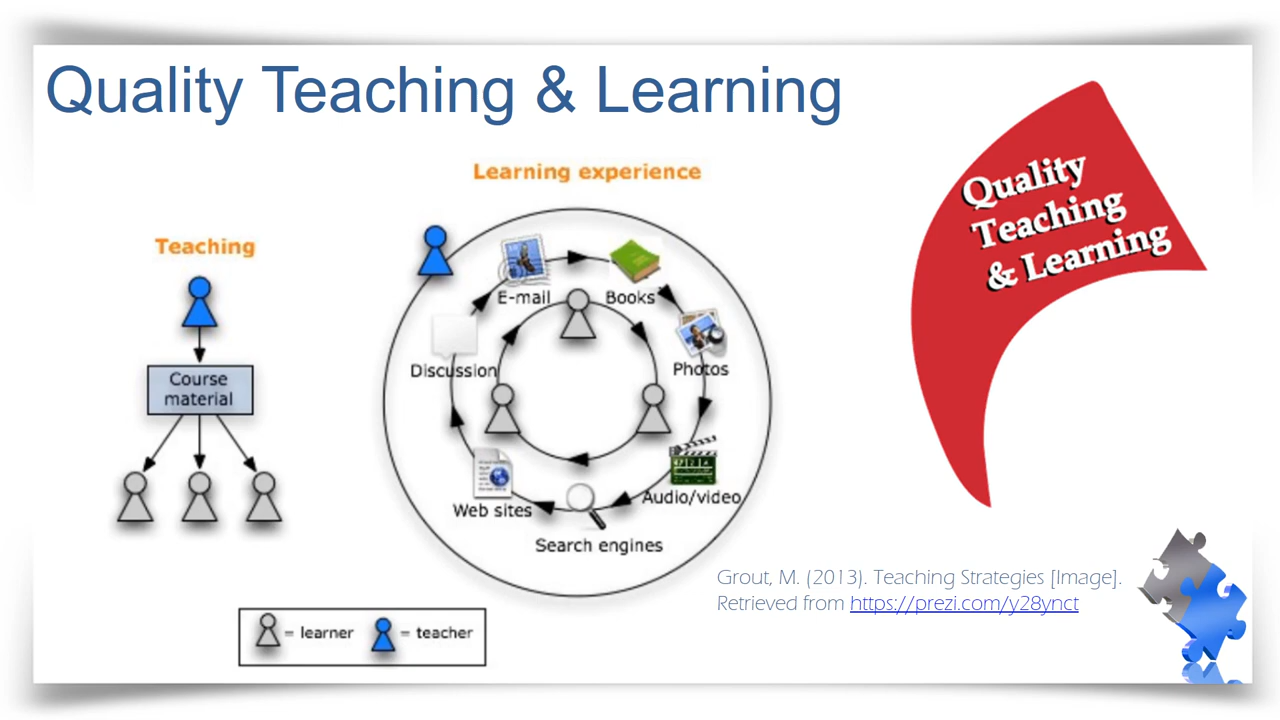 Quality Teaching & Learning
Learning experience
Teaching
Course
material
E-mail
Books
Discussion
Photos
Web sites
Audio/video
Search engines
= learner
= teacher
Quality
Teaching
& Learning
Grout, M. (2013). Teaching Strategies [Image].
Retrieved from https://prezi.com/y28ynct